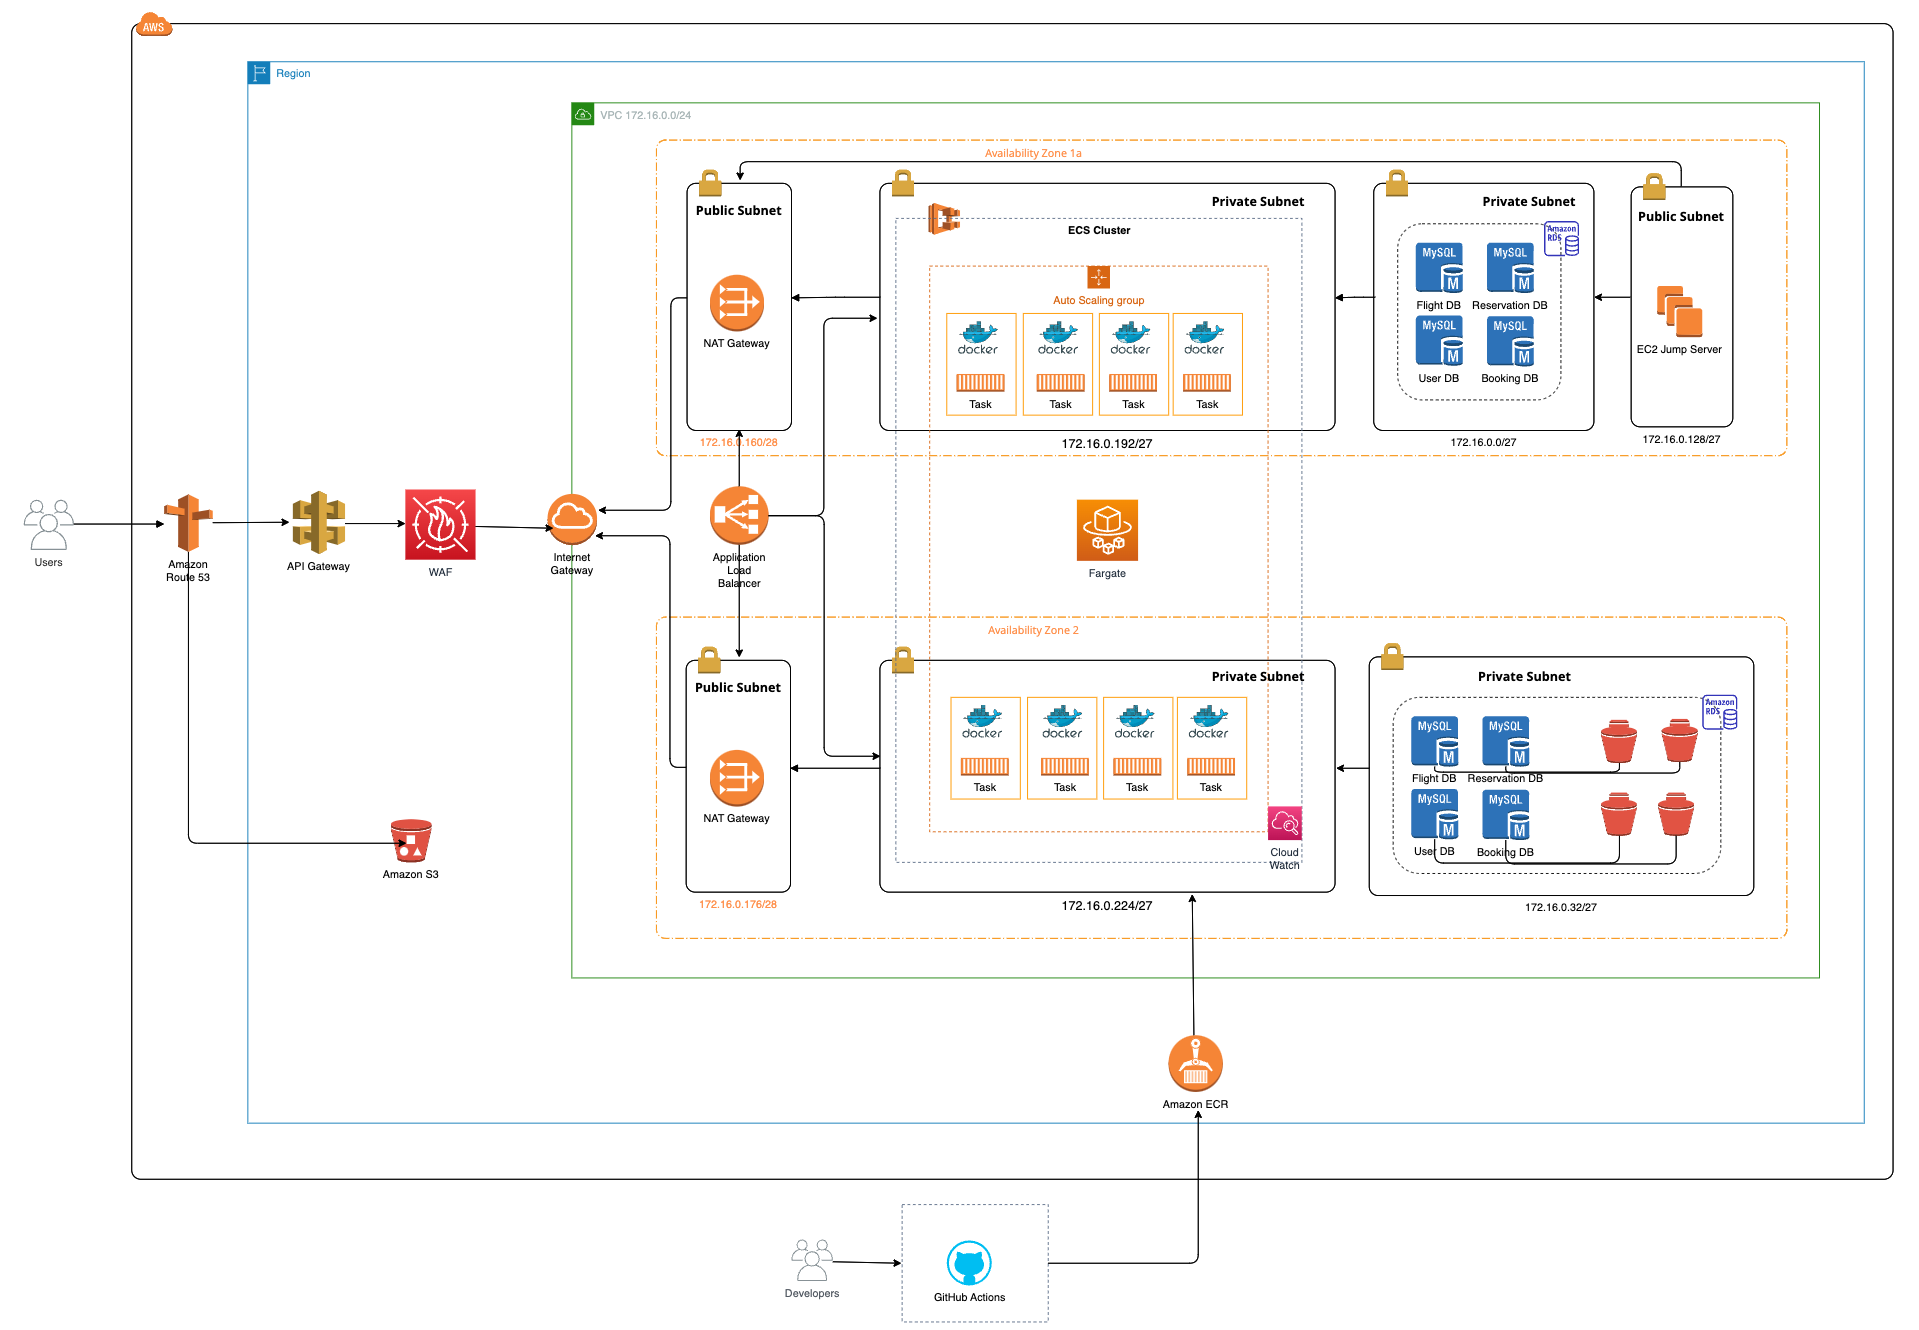 AWS
Region
VPC 172.16.0.0/24
Availability Zone 1a
Public Subnet
NAT Gateway
172.16.0.160/28
Private Subnet
ECS Cluster
Auto Scaling group
docker
docker
docker
docker
Task
Task
Task
Task
172.16.0.192/27
Private Subnet
Amazon
RDS
MySQL
M
MySQL
M
Flight DB
Reservation DB
MySQL
M
MySQL
M
User DB
Booking DB
172.16.0.0/27
Public Subnet
EC2 Jump Server
172.16.0.128/27
Users
Amazon
Route 53
API Gateway
WAF
Internet
Gateway
Application
Load
Balancer
Fargate
Amazon S3
Availability Zone 2
Public Subnet
NAT Gateway
172.16.0.176/28
Private Subnet
docker
docker
docker
docker
Task
Task
Task
Task
Cloud
Watch
172.16.0.224/27
Private Subnet
Amazon
RDS
MySQL
M
MySQL
M
Flight DB
Reservation DB
MySQL
M
MySQL
M
User DB
Booking DB
172.16.0.32/27
Amazon ECR
Developers
GitHub Actions